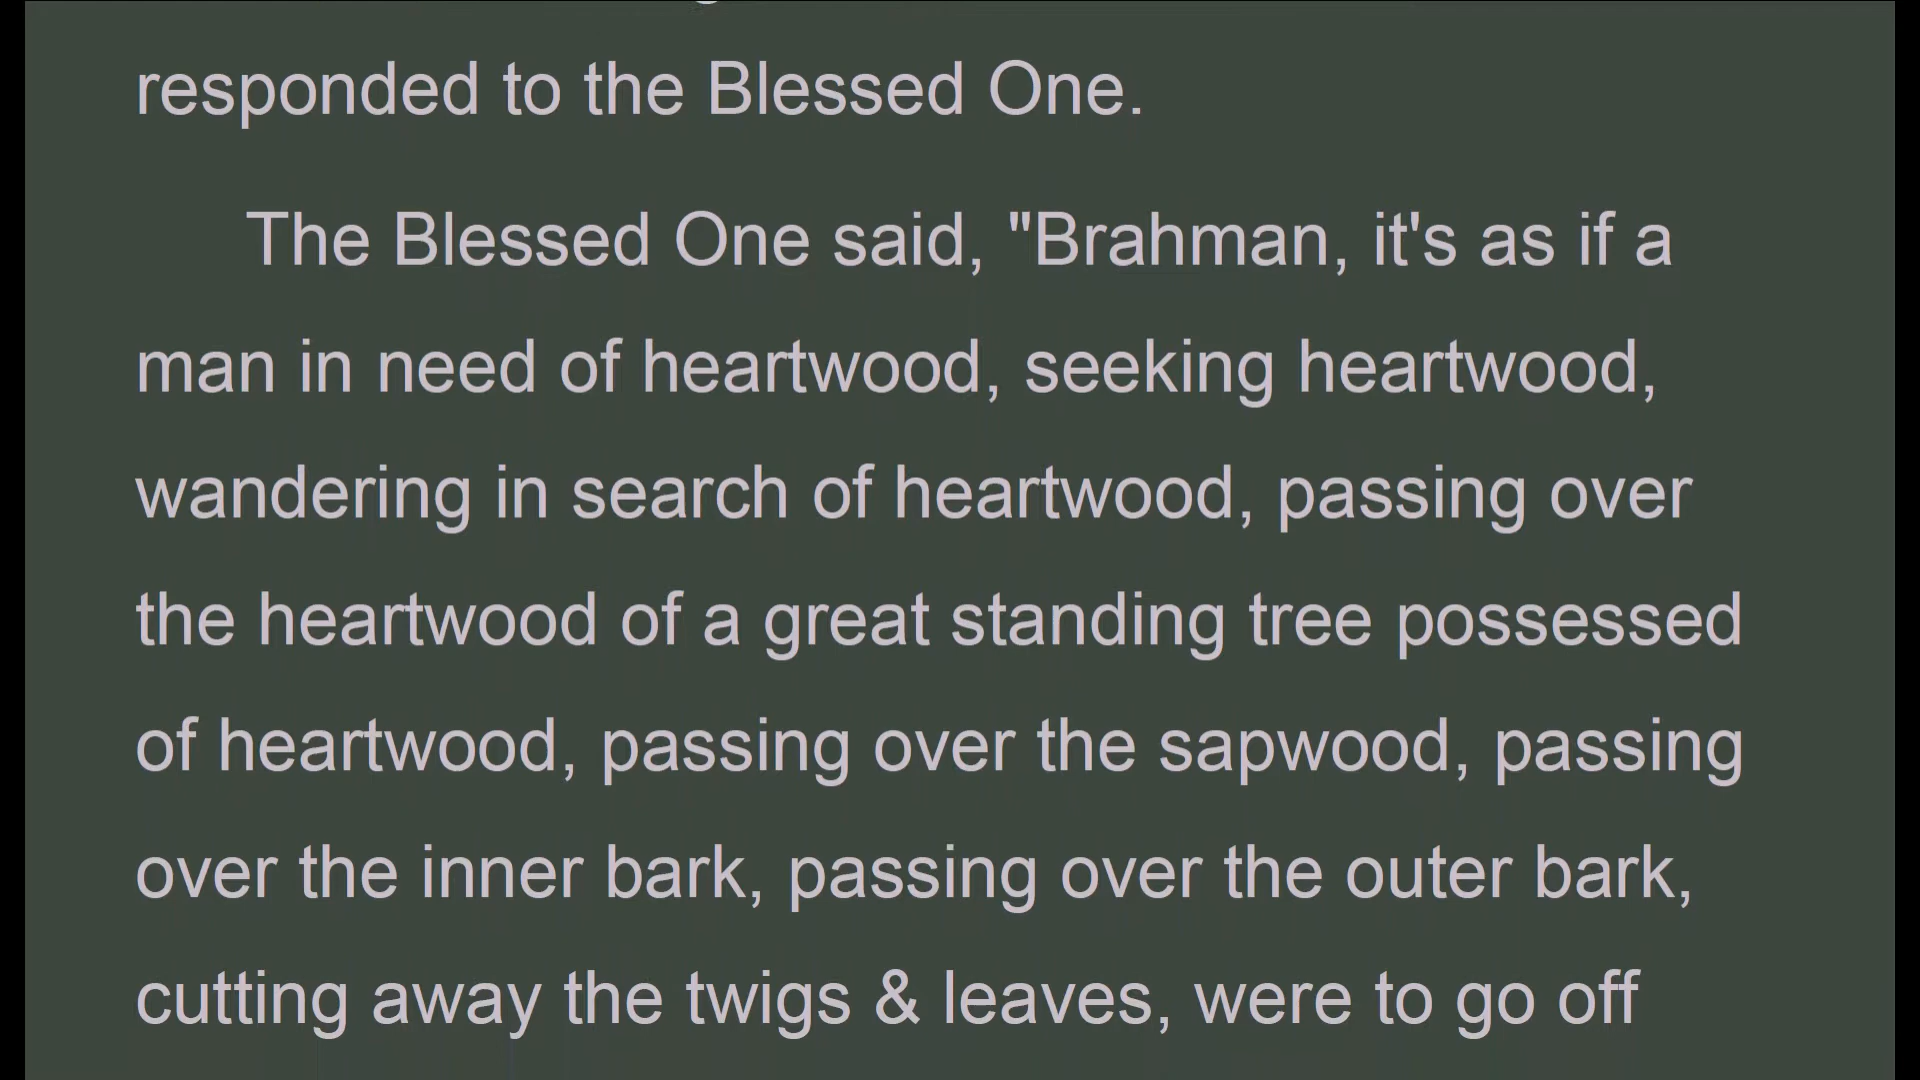 responded to the Blessed One.
The Blessed One said, "Brahman, it's as if a
man in need of heartwood, seeking heartwood,
wandering in search of heartwood, passing over
the heartwood of a great standing tree possessed
of heartwood, passing over the sapwood, passing
over the inner bark, passing over the outer bark,
cutting away the twigs & leaves, were to go off